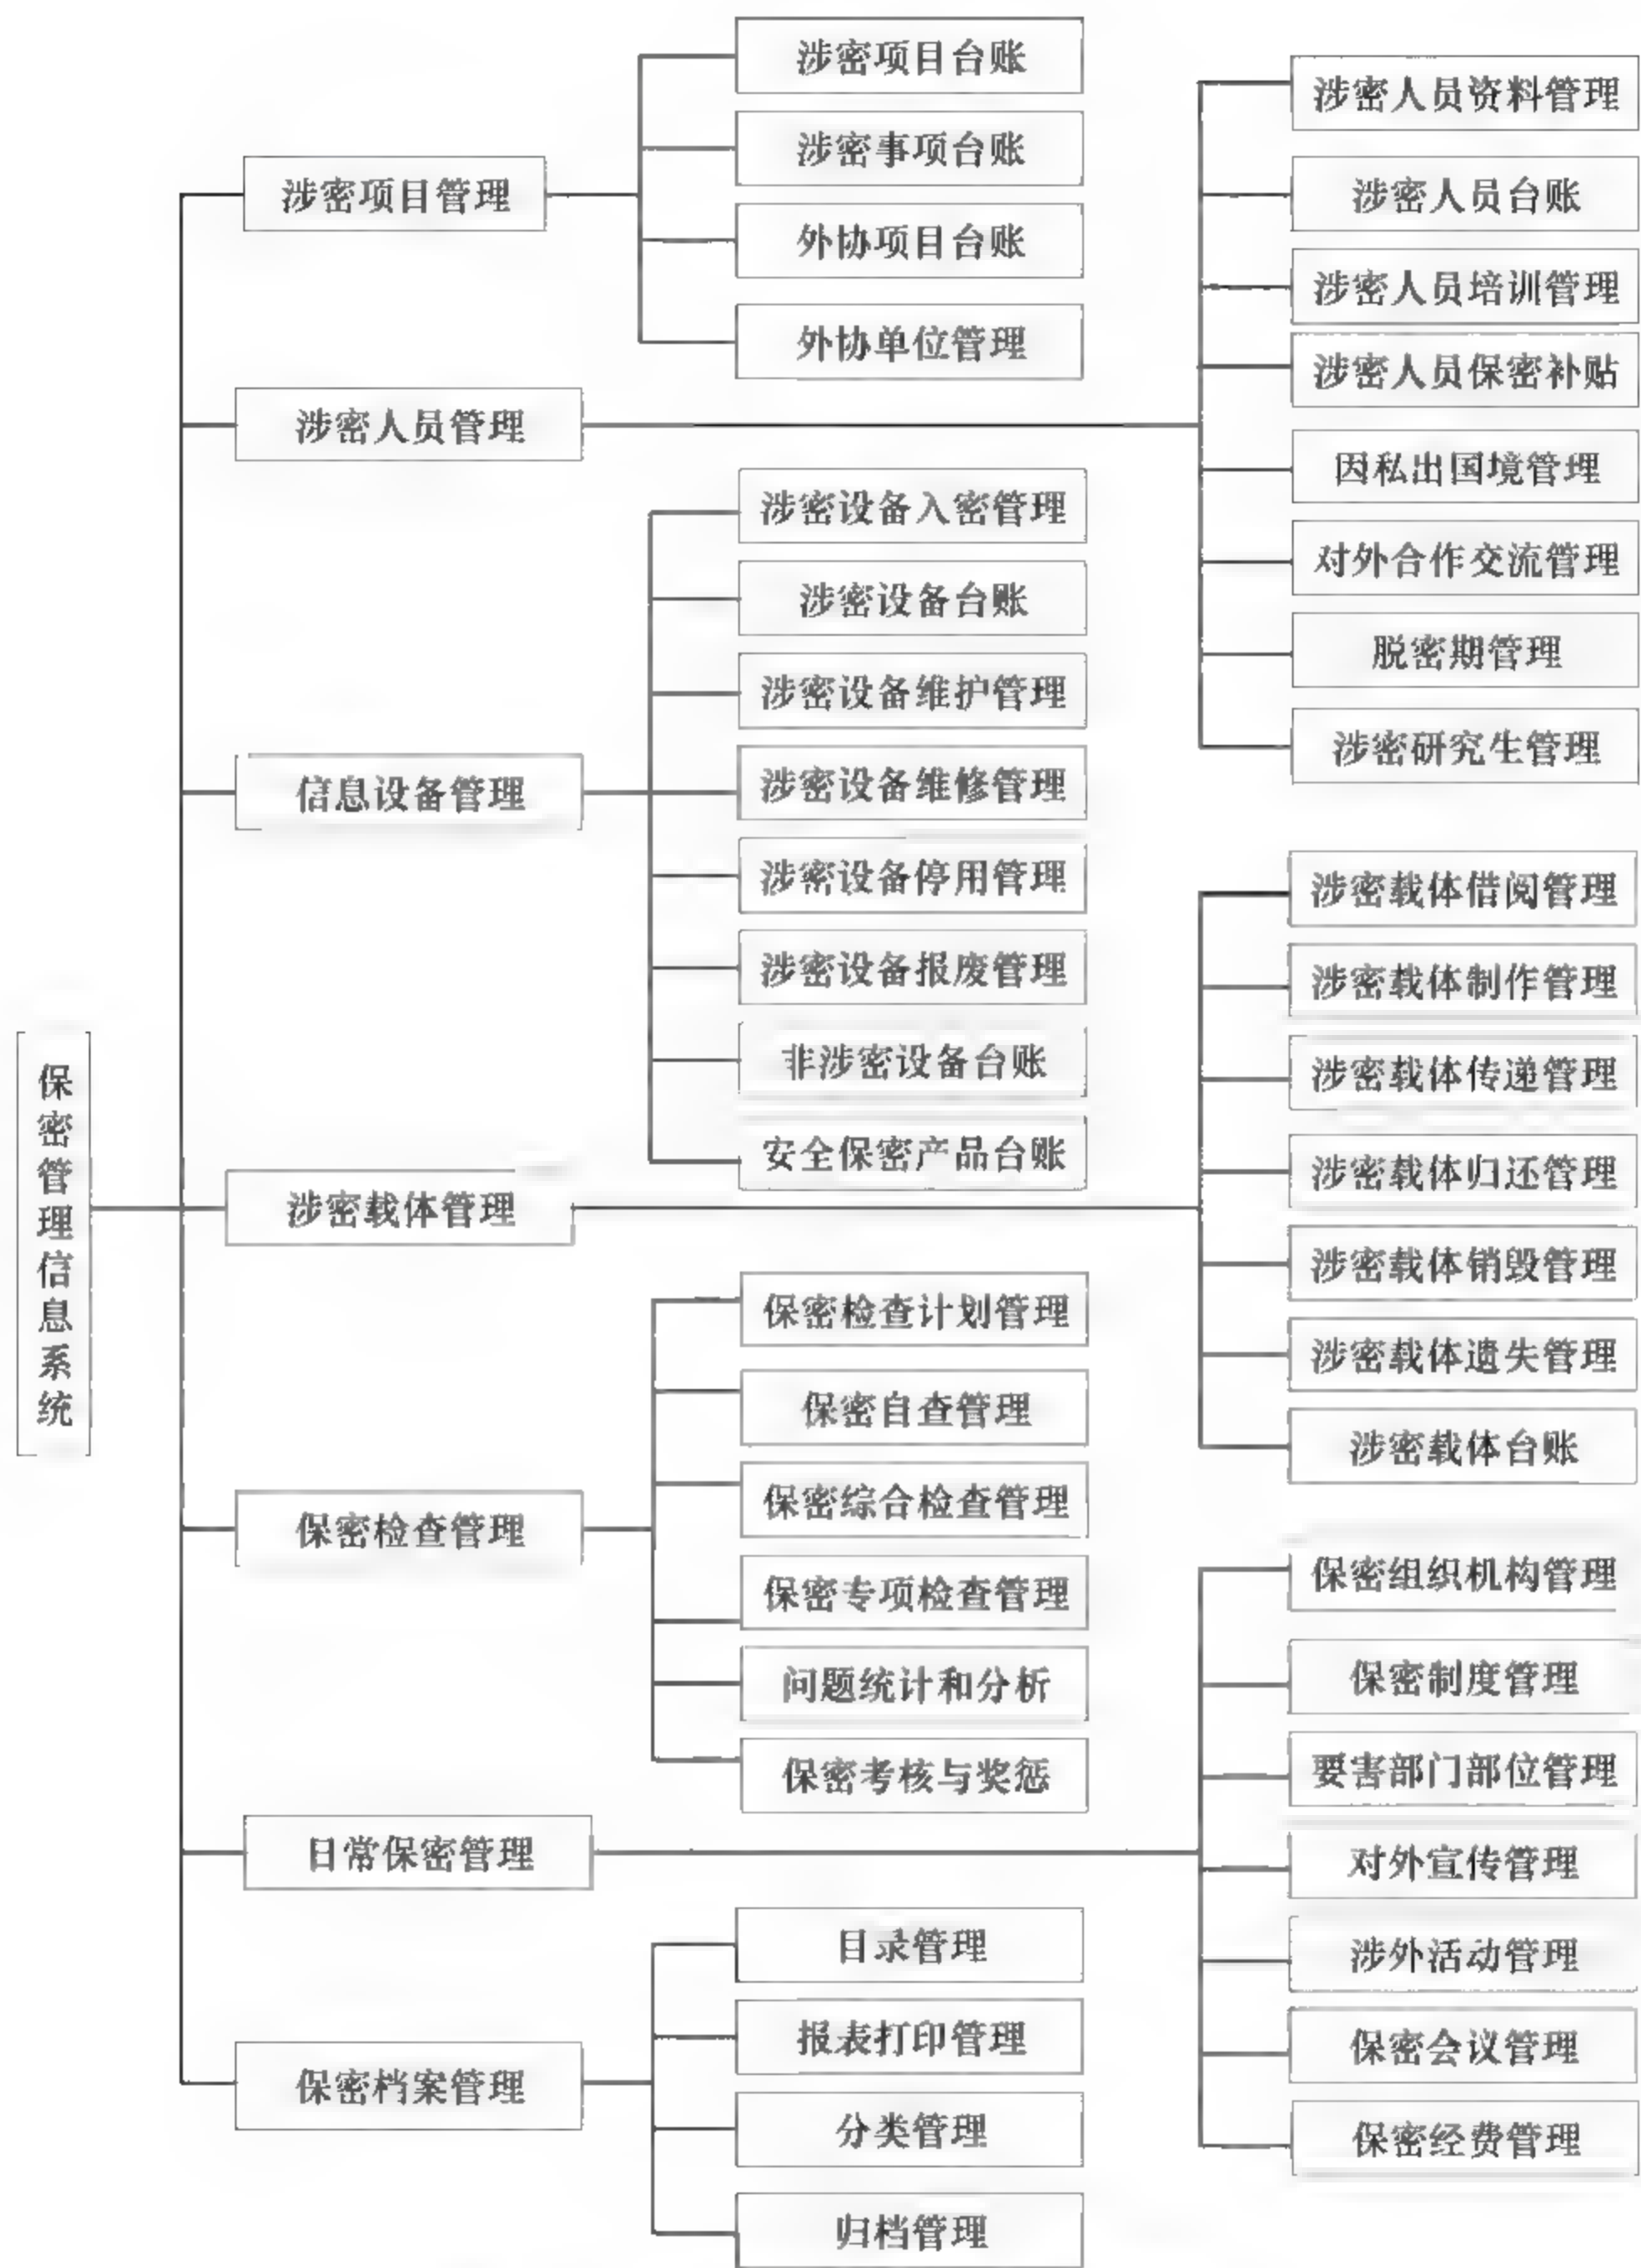 保密管理信息系统
涉密项目管理
涉密项目台账
涉密事项台账
外协项目台账
外协单位管理
涉密人员管理
涉密人员资料管理
涉密人员台账
涉密人员培训管理
涉密人员保密补贴
因私出国境管理
对外合作交流管理
脱密期管理
涉密研究生管理
信息设备管理
涉密设备入密管理
涉密设备台账
涉密设备维护管理
涉密设备维修管理
涉密设备停用管理
涉密设备报废管理
非涉密设备台账
安全保密产品台账
涉密载体管理
涉密载体借阅管理
涉密载体制作管理
涉密载体传递管理
涉密载体归还管理
涉密载体销毁管理
涉密载体遗失管理
涉密载体台账
保密检查管理
保密检查计划管理
保密自查管理
保密综合检查管理
保密专项检查管理
问题统计和分析
保密考核与奖惩
日常保密管理
保密组织机构管理
保密制度管理
要害部门部位管理
对外宣传管理
涉外活动管理
保密会议管理
保密经费管理
保密档案管理
目录管理
报表打印管理
分类管理
归档管理